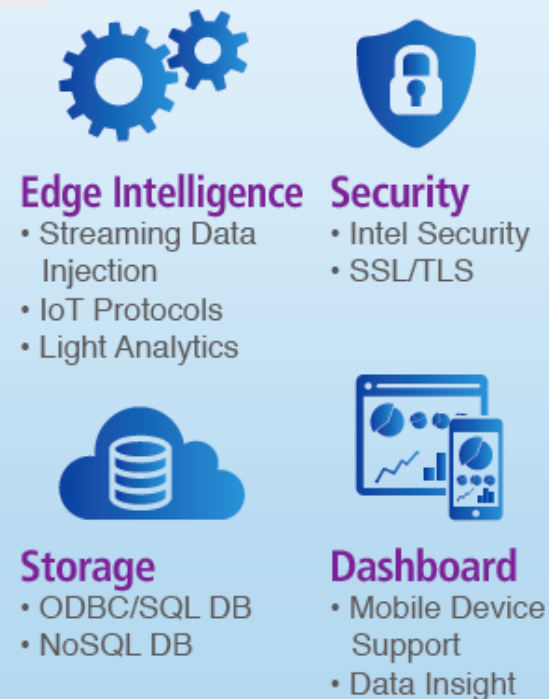 Edge Intelligence
• Streaming Data
Injection
• IoT Protocols
• Light Analytics
Security
• Intel Security
• SSL/TLS
Storage
• ODBC/SQL DB
• NoSQL DB
Dashboard
• Mobile Device
Support
• Data Insight